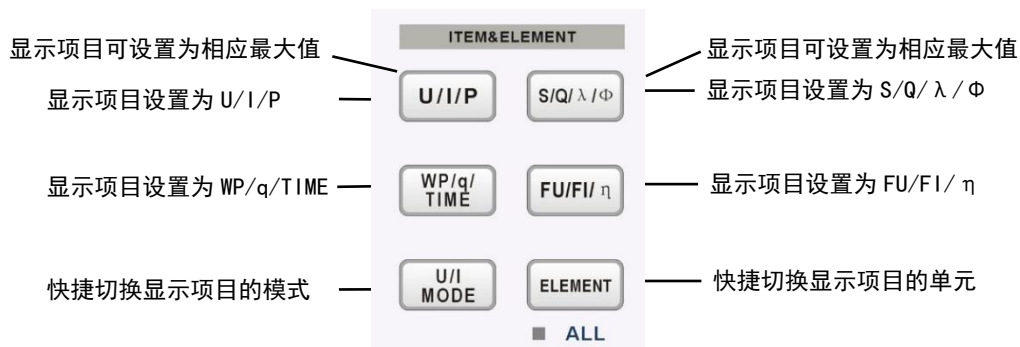 ITEM&ELEMENT
显示项目可设置为相应最大值
显示项目可设置为相应最大值
显示项目设置为 U/I/P
U/I/P
S/Q/λ/Φ
显示项目设置为 S/Q/λ/Φ
显示项目设置为 WP/q/TIME
WP/q/
TIME
FU/FI/η
显示项目设置为 FU/FI/η
快捷切换显示项目的模式
U/I
MODE
ELEMENT
快捷切换显示项目的单元
ALL